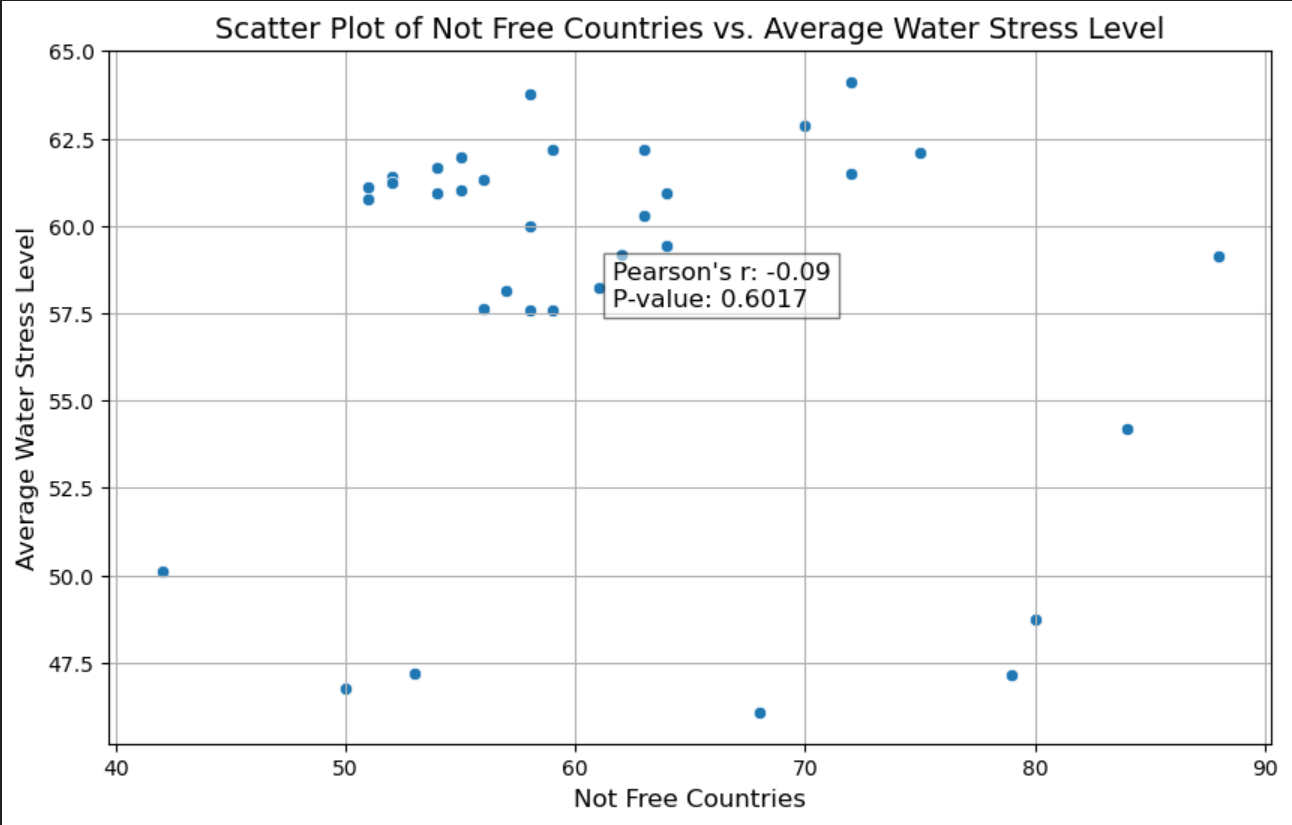 Scatter Plot of Not Free Countries vs. Average Water Stress Level
65.0
62.5
60.0
57.5
55.0
52.5
50.0
47.5
Average Water Stress Level
Pearson's r: -0.09
P-value: 0.6017
40 50 60 70 80 90
Not Free Countries